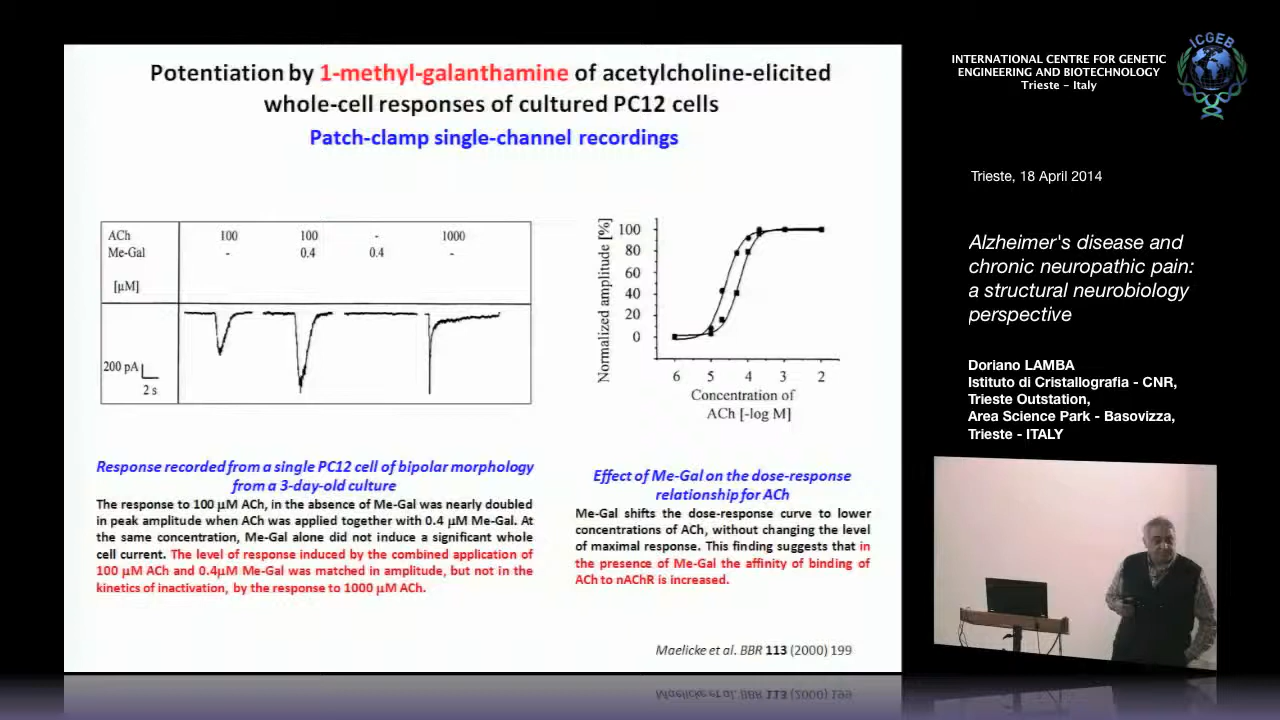 Potentiation by 1-methyl-galanthamine of acetylcholine-elicited
whole-cell responses of cultured PC12 cells
Patch-clamp single-channel recordings
ACh 100 100 - 1000
Me-Gal - 0.4 0.4 -
[µM]
200 pA
2 s
Normalized amplitude [%]
100
80
60
40
20
0
6 5 4 3 2
Concentration of
ACh [-log M]
Response recorded from a single PC12 cell of bipolar morphology
from a 3-day-old culture
The response to 100 µM ACh, in the absence of Me-Gal was nearly doubled
in peak amplitude when ACh was applied together with 0.4 µM Me-Gal. At
the same concentration, Me-Gal alone did not induce a significant whole
cell current. The level of response induced by the combined application of
100 µM ACh and 0.4µM Me-Gal was matched in amplitude, but not in the
kinetics of inactivation, by the response to 1000 µM ACh.
Effect of Me-Gal on the dose-response
relationship for ACh
Me-Gal shifts the dose-response curve to lower
concentrations of ACh, without changing the level
of maximal response. This finding suggests that in
the presence of Me-Gal the affinity of binding of
ACh to nAChR is increased.
Maelicke et al. BBR 113 (2000) 199
INTERNATIONAL CENTRE FOR GENETIC
ENGINEERING AND BIOTECHNOLOGY
Trieste - Italy
ICGEB
Trieste, 18 April 2014
Alzheimer's disease and
chronic neuropathic pain:
a structural neurobiology
perspective
Doriano LAMBA
Istituto di Cristallografia - CNR,
Trieste Outstation,
Area Science Park - Basovizza,
Trieste - ITALY